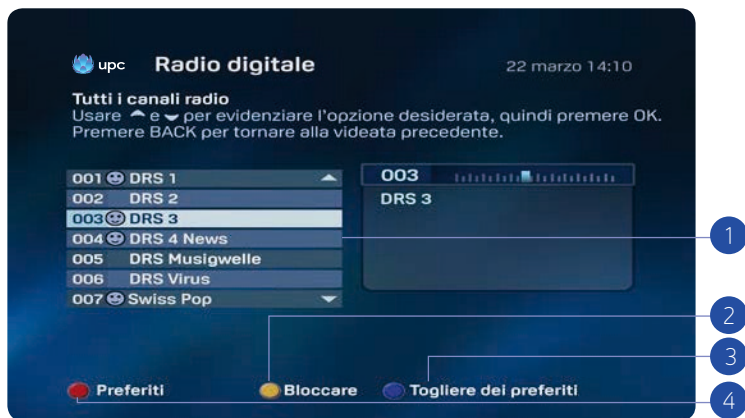 upc Radio digitale 22 marzo 14:10
Tutti i canali radio
Usare e per evidenziare l'opzione desiderata, quindi premere OK.
Premere BACK per tornare alla videata precedente.
001 DRS 1
002 DRS 2
003 DRS 3
004 DRS 4 News
005 DRS Musigwelle
006 DRS Virus
007 Swiss Pop
003
DRS 3
1
2
3
4
Preferiti Bloccare Togliere dei preferiti